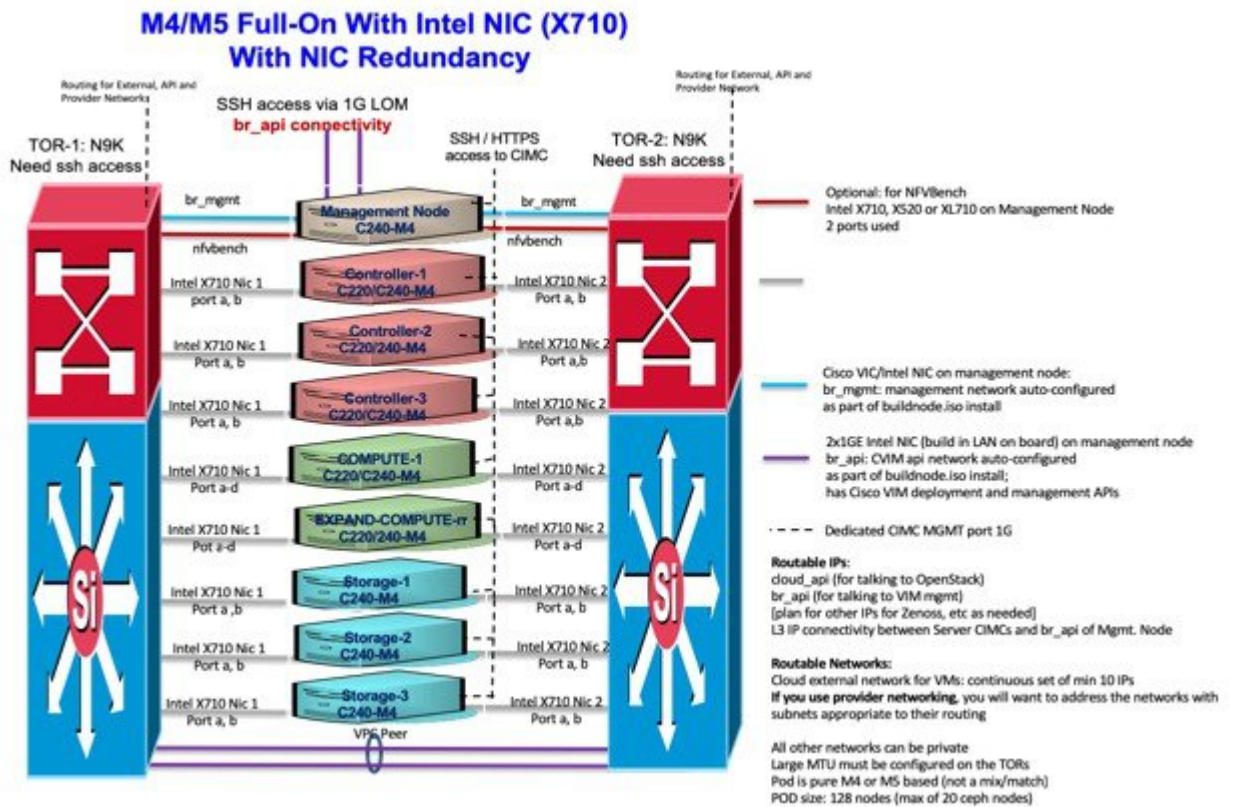 M4/M5 Full-On With Intel NIC (X710)
With NIC Redundancy
Routing for External, API and
Provider Network
SSH access via 1G LOM
br_api connectivity
SSH / HTTPS
access to CIMC
Routing for External, API and
Provider Network
TOR-1: N9K
Need ssh access
TOR-2: N9K
Need ssh access
br_mgmt
Management Node
C240-M4
br_mgmt
nfvbench
nfvbench
Intel X710 Nic 1
port a, b
Controller-1
C220/C240-M4
Intel X710 Nic 2
Port a, b
Intel X710 Nic 1
Port a, b
Controller-2
C220/240-M4
Intel X710 Nic 2
Port a,b
Intel X710 Nic 1
Port a, b
Controller-3
C220/C240-M4
Intel X710 Nic 2
Port a,b
Intel X710 Nic 1
Port a-d
COMPUTE-1
C220/C240-M4
Intel X710 Nic 2
Port a-d
Intel X710 Nic 1
Pot a-d
EXPAND-COMPUTE-n
C220/240-M4
Intel X710 Nic 2
Port a-d
Intel X710 Nic 1
Port a ,b
Storage-1
C240-M4
Intel X710 Nic 2
Port a, b
Intel X710 Nic 1
Port a, b
Storage-2
C240-M4
Intel X710 Nic 2
Port a, b
Intel X710 Nic 1
Port a, b
Storage-3
C240-M4
Intel X710 Nic 2
Port a, b
VPC Peer
Si
Si
Optional: for NFVBench
Intel X710, X520 or XL710 on Management Node
2 ports used
Cisco VIC/Intel NIC on management node:
br_mgmt: management network auto-configured
as part of buildnode.iso install
2x1GE Intel NIC (build in LAN on board) on management node
br_api: CVIM api network auto-configured
as part of buildnode.iso install;
has Cisco VIM deployment and management APIs
Dedicated CIMC MGMT port 1G
Routable IPs:
cloud_api (for talking to OpenStack)
br_api (for talking to VIM mgmt)
[plan for other IPs for Zenoss, etc as needed]
L3 IP connectivity between Server CIMCs and br_api of Mgmt. Node
Routable Networks:
Cloud external network for VMs: continuous set of min 10 IPs
If you use provider networking, you will want to address the networks with
subnets appropriate to their routing
All other networks can be private
Large MTU must be configured on the TORs
Pod is pure M4 or M5 based (not a mix/match)
POD size: 128 nodes (max of 20 ceph nodes)